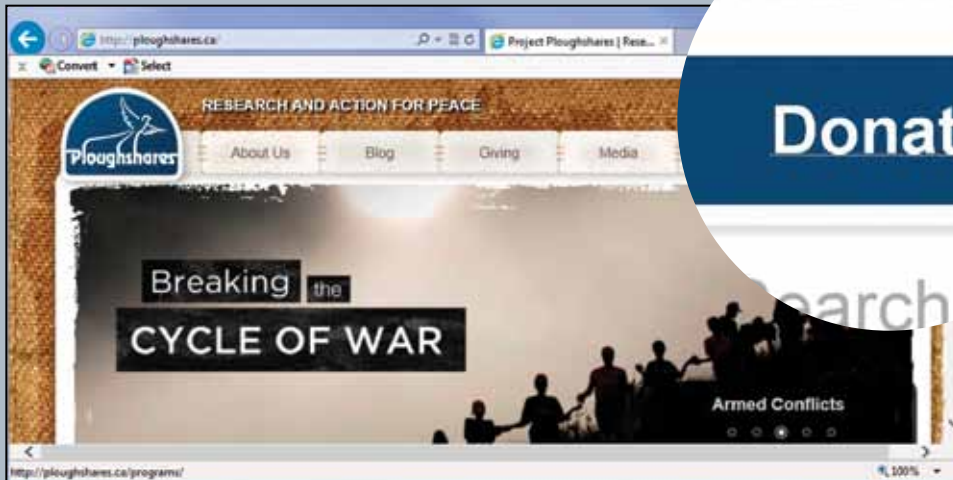 http://ploughshares.ca/
Project Ploughshares | Rese...
x Convert Select
RESEARCH AND ACTION FOR PEACE
Ploughshares
About Us Blog Giving Media
Donat
earch
Breaking the
CYCLE OF WAR
Armed Conflicts
http://ploughshares.ca/programs/
100%